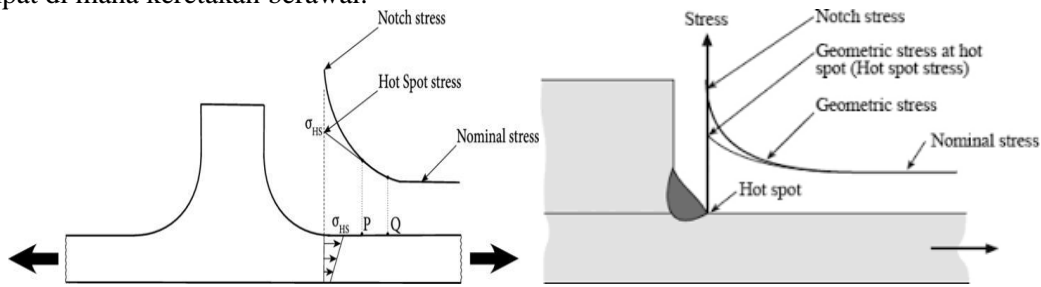 di mana keretakan berawal.
Notch stress
Hot Spot stress
σHS
Nominal stress
σHS
P
Q
Stress
Notch stress
Geometric stress at hot
spot (Hot spot stress)
Geometric stress
Nominal stress
Hot spot